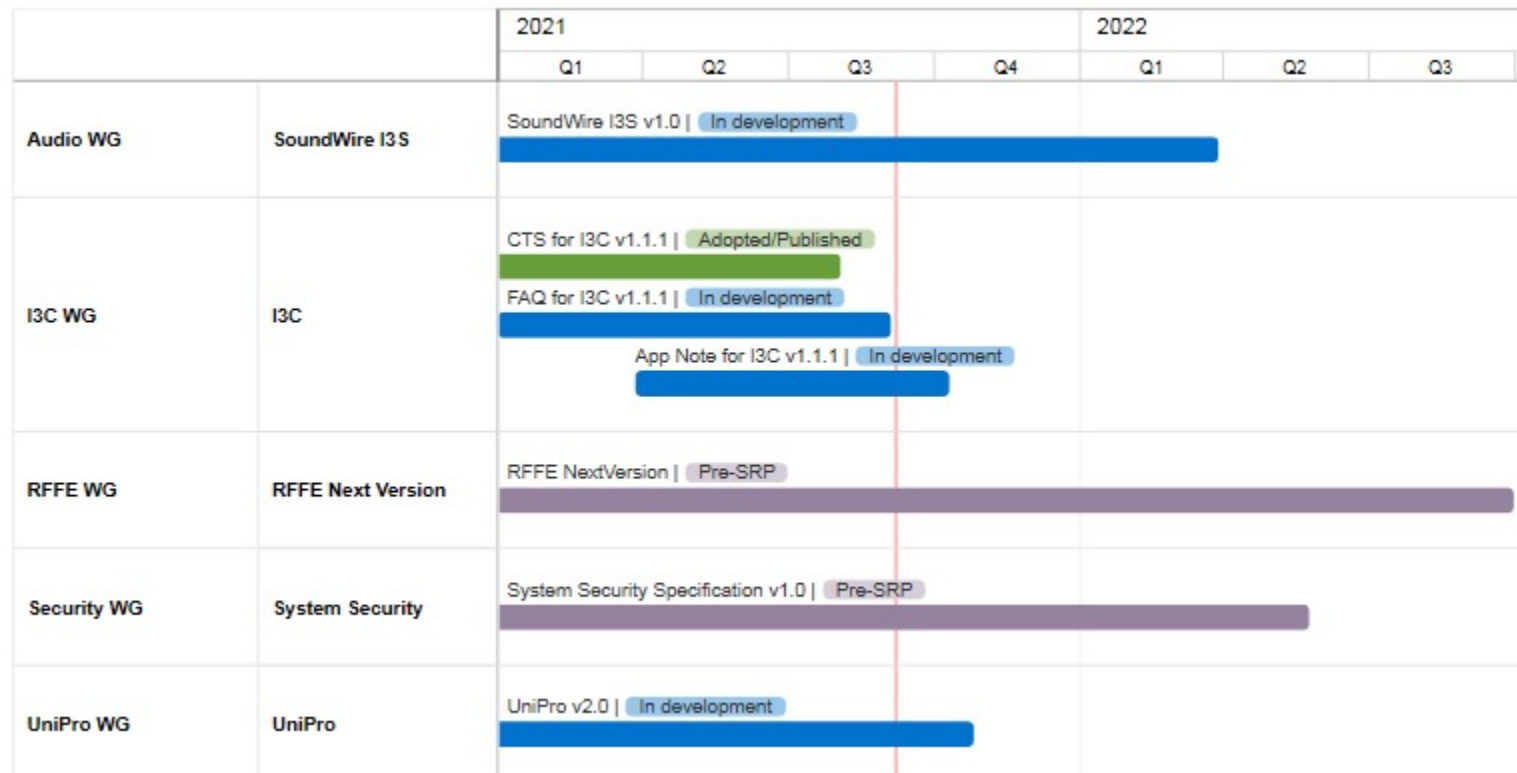 2021 2022
Q1 Q2 Q3 Q4 Q1 Q2 Q3
Audio WG
SoundWire I3S
SoundWire I3S v1.0 | In development
I3C WG
I3C
CTS for I3C v1.1.1 | Adopted/Published
FAQ for I3C v1.1.1 | In development
App Note for I3C v1.1.1 | In development
RFFE WG
RFFE Next Version
RFFE NextVersion | Pre-SRP
Security WG
System Security
System Security Specification v1.0 | Pre-SRP
UniPro WG
UniPro
UniPro v2.0 | In development